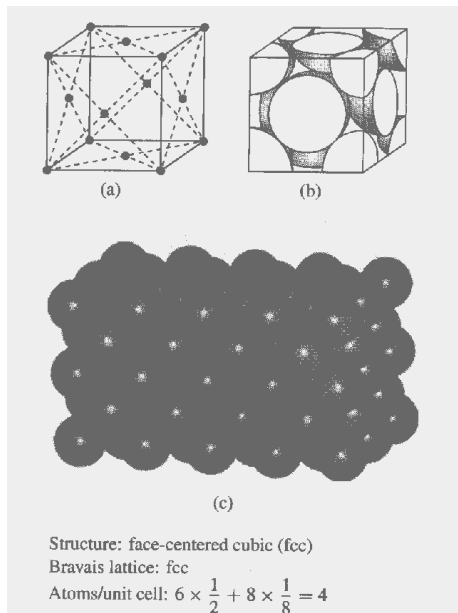 (a)
(b)
(c)
Structure: face-centered cubic (fcc)
Bravais lattice: fcc
Atoms/unit cell: 6 × 1/2 + 8 × 1/8 = 4